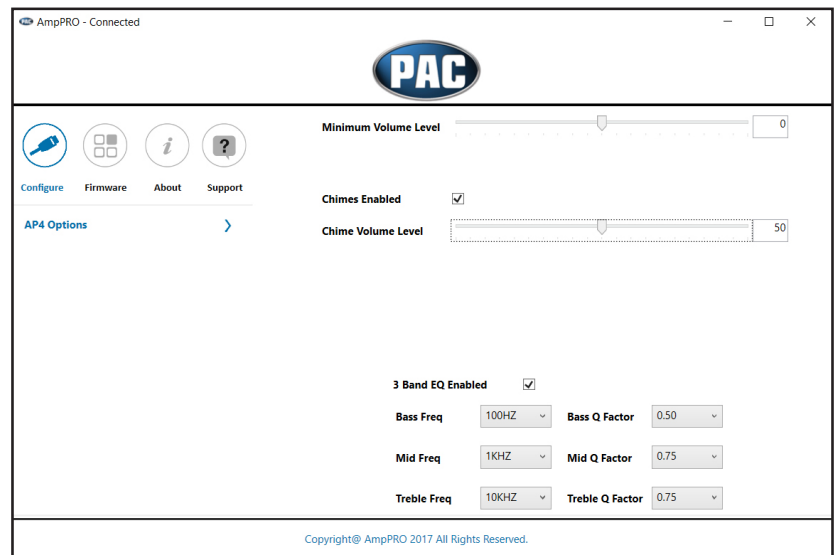 AmpPRO - Connected
PAC
Minimum Volume Level 0
Configure Firmware About Support
Chimes Enabled
AP4 Options
Chime Volume Level 50
3 Band EQ Enabled
Bass Freq 100HZ Bass Q Factor 0.50
Mid Freq 1KHZ Mid Q Factor 0.75
Treble Freq 10KHZ Treble Q Factor 0.75
Copyright@ AmpPRO 2017 All Rights Reserved.